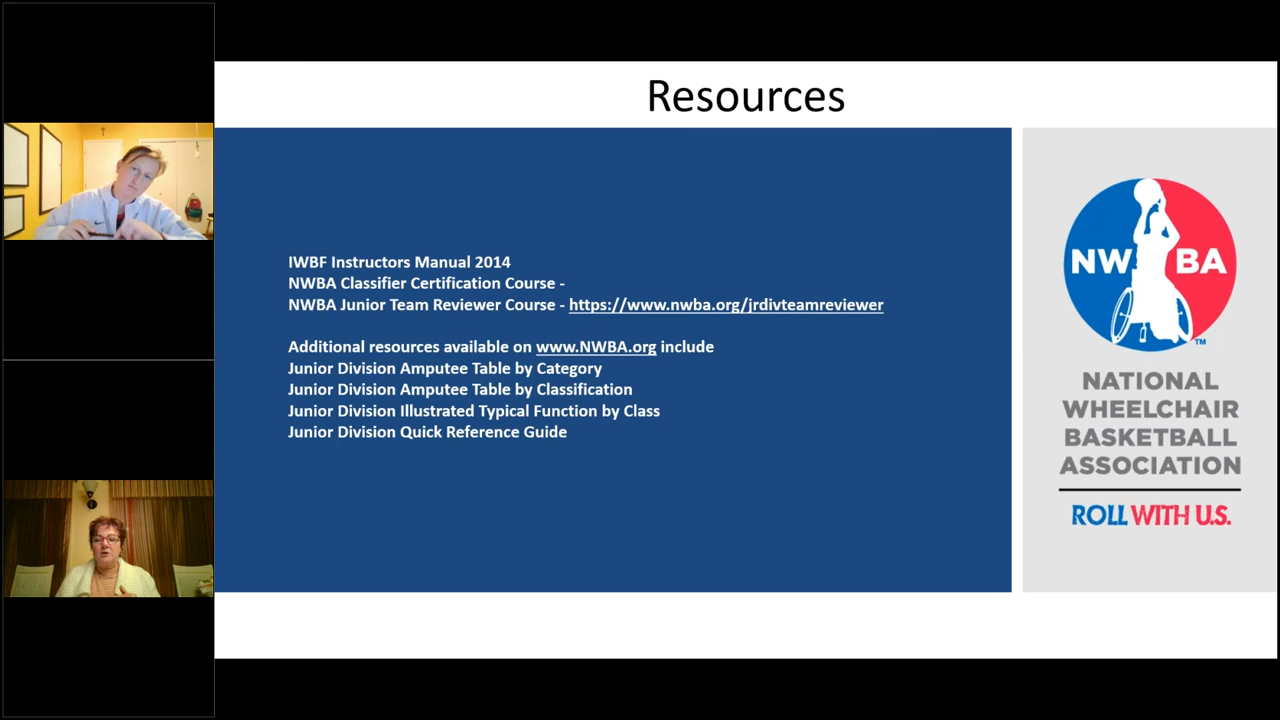 Resources
IWBF Instructors Manual 2014
NWBA Classifier Certification Course -
NWBA Junior Team Reviewer Course - https://www.nwba.org/jrdivteamreviewer
Additional resources available on www.NWBA.org include
Junior Division Amputee Table by Category
Junior Division Amputee Table by Classification
Junior Division Illustrated Typical Function by Class
Junior Division Quick Reference Guide
NWBA
TM
NATIONAL
WHEELCHAIR
BASKETBALL
ASSOCIATION
ROLL WITH U.S.